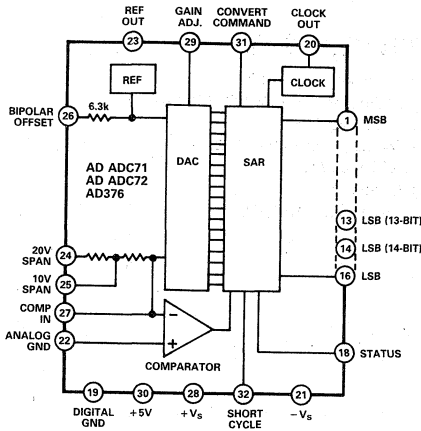 REF OUT
GAIN ADJ.
CONVERT COMMAND
CLOCK OUT
23
29
31
20
REF
CLOCK
BIPOLAR OFFSET
26
6.3k
1
MSB
AD ADC71
AD ADC72
AD376
DAC
SAR
13
LSB (13-BIT)
14
LSB (14-BIT)
16
LSB
20V SPAN
24
10V SPAN
25
COMP IN
27
ANALOG GND
22
−
+
COMPARATOR
18
STATUS
19
30
28
32
21
DIGITAL GND
+5V
+VS
SHORT CYCLE
−VS